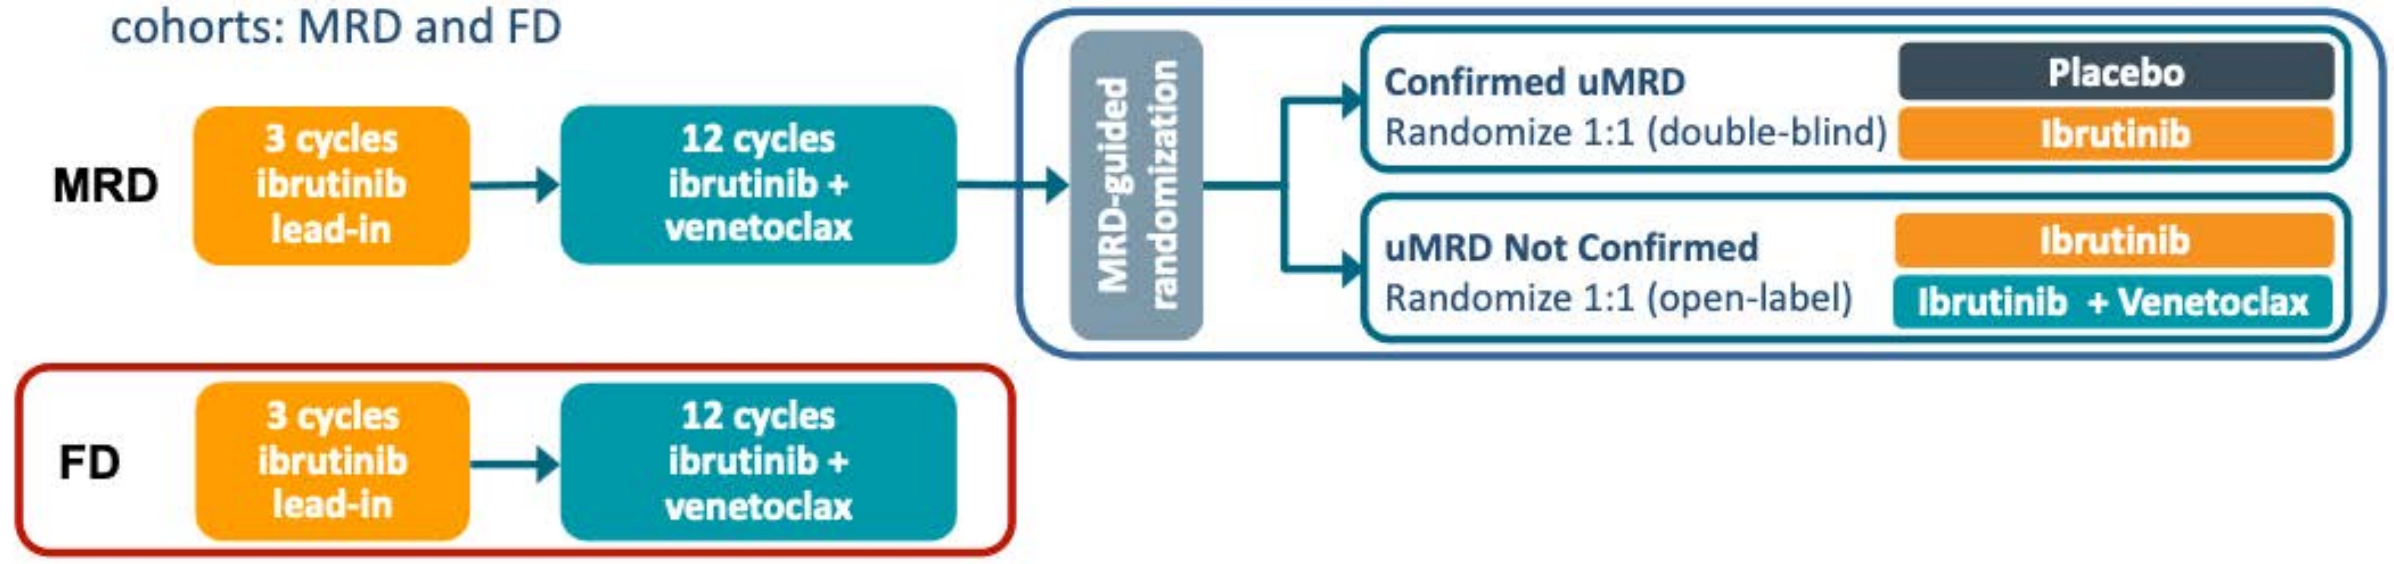 cohorts: MRD and FD
MRD
3 cycles
ibrutinib
lead-in
12 cycles
ibrutinib +
venetoclax
MRD-guided
randomization
Confirmed uMRD
Randomize 1:1 (double-blind)
Placebo
Ibrutinib
uMRD Not Confirmed
Randomize 1:1 (open-label)
Ibrutinib
Ibrutinib + Venetoclax
FD
3 cycles
ibrutinib
lead-in
12 cycles
ibrutinib +
venetoclax